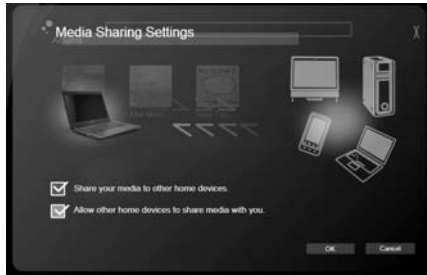 Media Sharing Settings
X
Share your media to other home devices.
Allow other home devices to share media with you.
OK Cancel